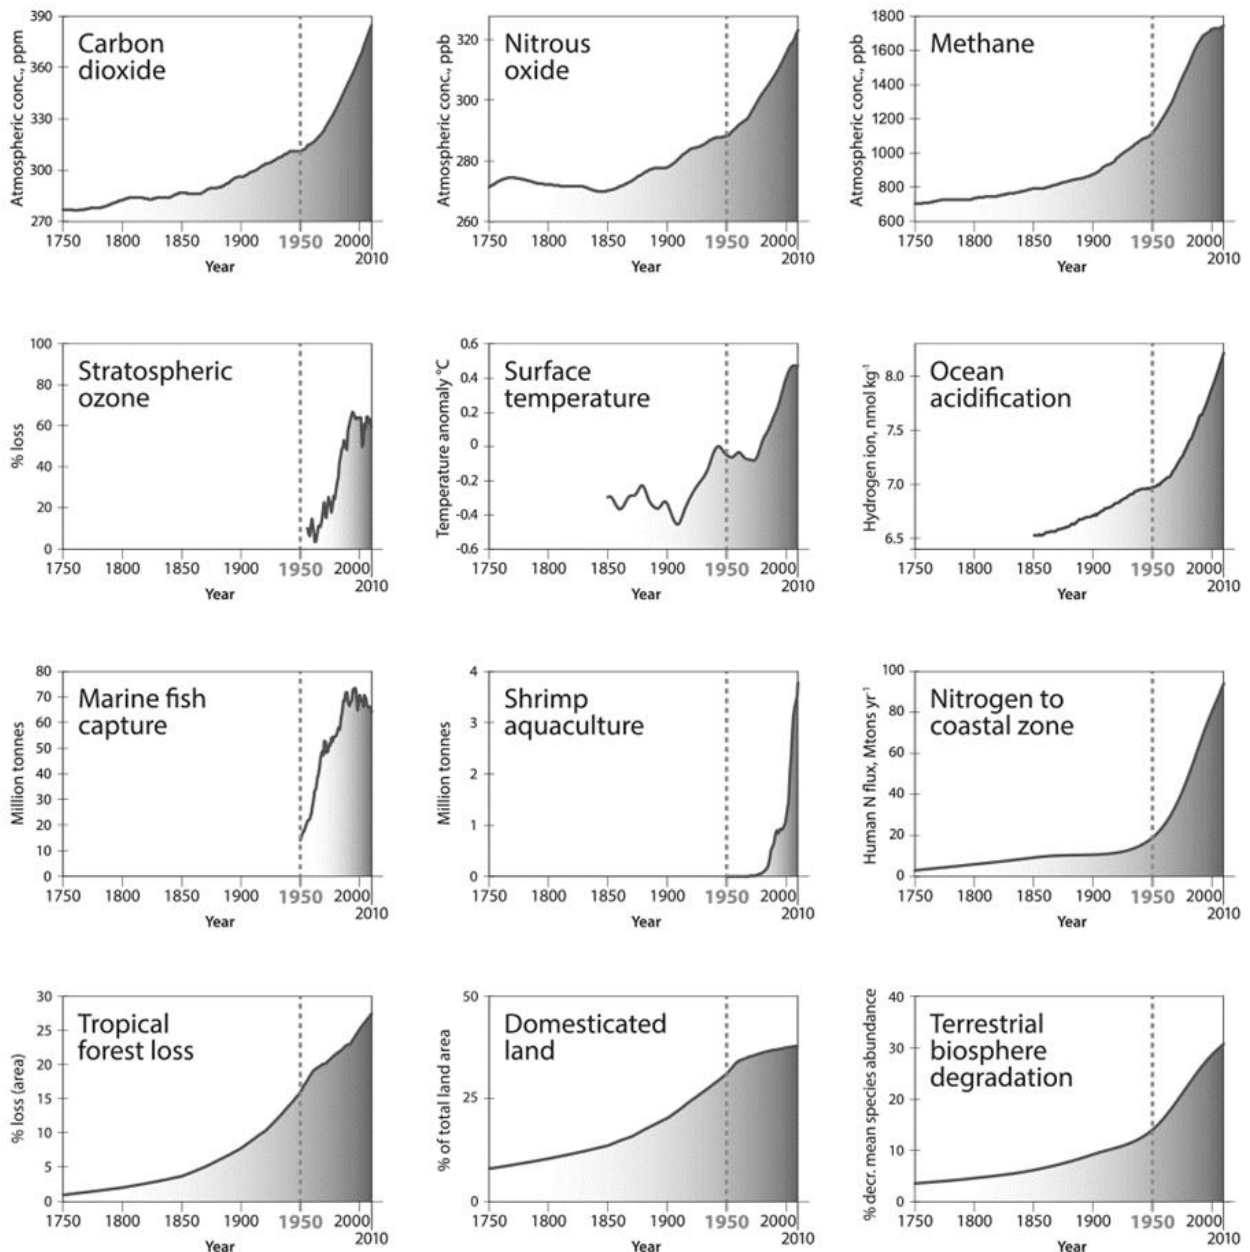 Carbon
dioxide
Atmospheric conc., ppm
390
360
330
300
270
1750 1800 1850 1900 1950 2000
2010
Year
Nitrous
oxide
Atmospheric conc., ppb
320
300
280
260
1750 1800 1850 1900 1950 2000
2010
Year
Methane
Atmospheric conc., ppb
1800
1600
1400
1200
1000
800
600
1750 1800 1850 1900 1950 2000
2010
Year
Stratospheric
ozone
% loss
100
80
60
40
20
0
1750 1800 1850 1900 1950 2000
2010
Year
Surface
temperature
Temperature anomaly °C
0.6
0.4
0.2
0
-0.2
-0.4
-0.6
1750 1800 1850 1900 1950 2000
2010
Year
Ocean
acidification
Hydrogen ion, nmol kg⁻¹
8.0
7.5
7.0
6.5
1750 1800 1850 1900 1950 2000
2010
Year
Marine fish
capture
Million tonnes
80
70
60
50
40
30
20
10
0
1750 1800 1850 1900 1950 2000
2010
Year
Shrimp
aquaculture
Million tonnes
4
3
2
1
0
1750 1800 1850 1900 1950 2000
2010
Year
Nitrogen to
coastal zone
Human N flux, Mtons yr⁻¹
100
80
60
40
20
0
1750 1800 1850 1900 1950 2000
2010
Year
Tropical
forest loss
% loss (area)
30
25
20
15
10
5
0
1750 1800 1850 1900 1950 2000
2010
Year
Domesticated
land
% of total land area
50
25
0
1750 1800 1850 1900 1950 2000
2010
Year
Terrestrial
biosphere
degradation
% decr. mean species abundance
40
30
20
10
0
1750 1800 1850 1900 1950 2000
2010
Year